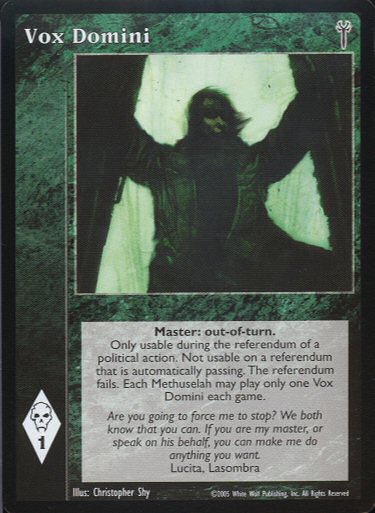 Vox Domini
Master: out-of-turn.
Only usable during the referendum of a
political action. Not usable on a referendum
that is automatically passing. The referendum
fails. Each Methuselah may play only one Vox
Domini each game.
Are you going to force me to stop? We both
know that you can. If you are my master, or
speak on his behalf, you can make me do
anything you want.
Lucita, Lasombra
1
Illus: Christopher Shy
©2005 White Wolf Publishing, Inc. All Rights Reserved